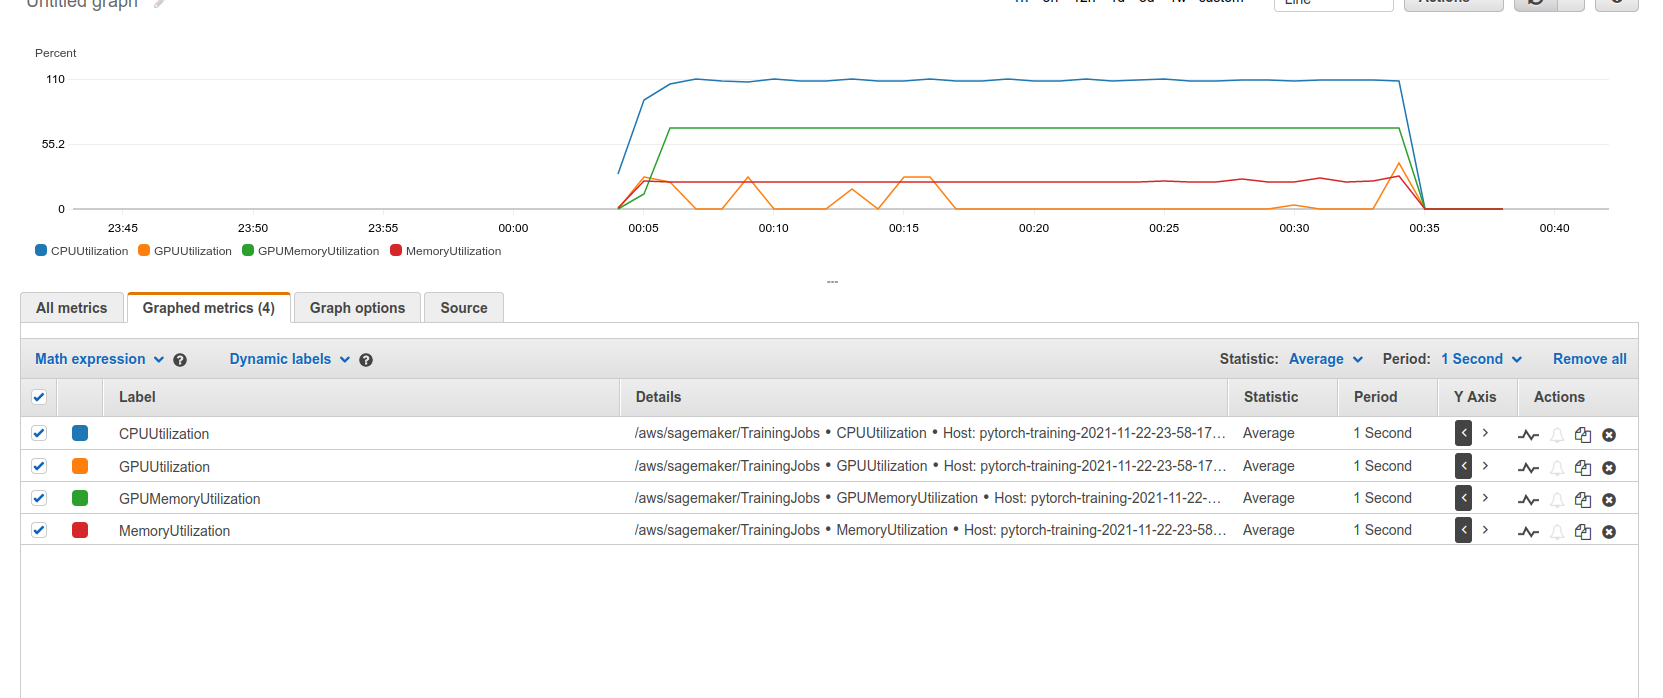 Untitled graph
Line
Actions
Percent
110
55.2
0
23:45 23:50 23:55 00:00 00:05 00:10 00:15 00:20 00:25 00:30 00:35 00:40
CPUUtilization GPUUtilization GPUMemoryUtilization MemoryUtilization
All metrics Graphed metrics (4) Graph options Source
Math expression ? Dynamic labels ? Statistic: Average Period: 1 Second Remove all
Label Details Statistic Period Y Axis Actions
CPUUtilization /aws/sagemaker/TrainingJobs • CPUUtilization • Host: pytorch-training-2021-11-22-23-58-17... Average 1 Second < >
GPUUtilization /aws/sagemaker/TrainingJobs • GPUUtilization • Host: pytorch-training-2021-11-22-23-58-17... Average 1 Second < >
GPUMemoryUtilization /aws/sagemaker/TrainingJobs • GPUMemoryUtilization • Host: pytorch-training-2021-11-22-... Average 1 Second < >
MemoryUtilization /aws/sagemaker/TrainingJobs • MemoryUtilization • Host: pytorch-training-2021-11-22-23-58... Average 1 Second < >